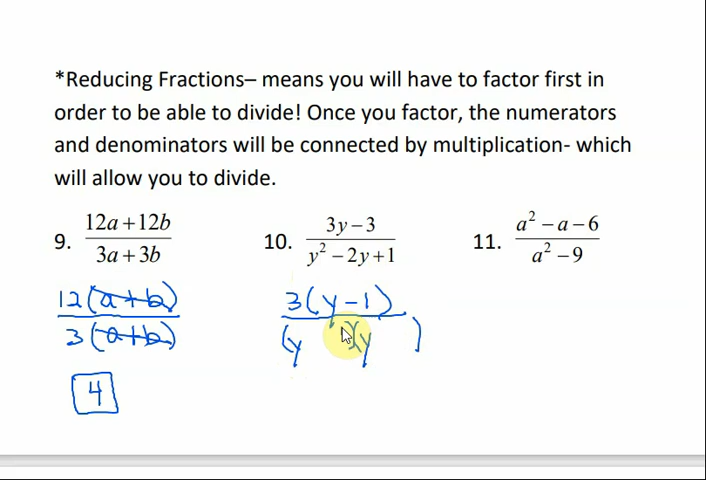 *Reducing Fractions– means you will have to factor first in
order to be able to divide! Once you factor, the numerators
and denominators will be connected by multiplication- which
will allow you to divide.
9. (12a+12b)/(3a+3b) 10. (3y−3)/(y²−2y+1) 11. (a²−a−6)/(a²−9)
12(a+b) 3(y−1)
3(a+b) (y )(y )
4